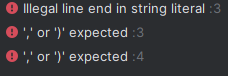 Illegal line end in string literal :3
',' or ')' expected :3
',' or ')' expected :4